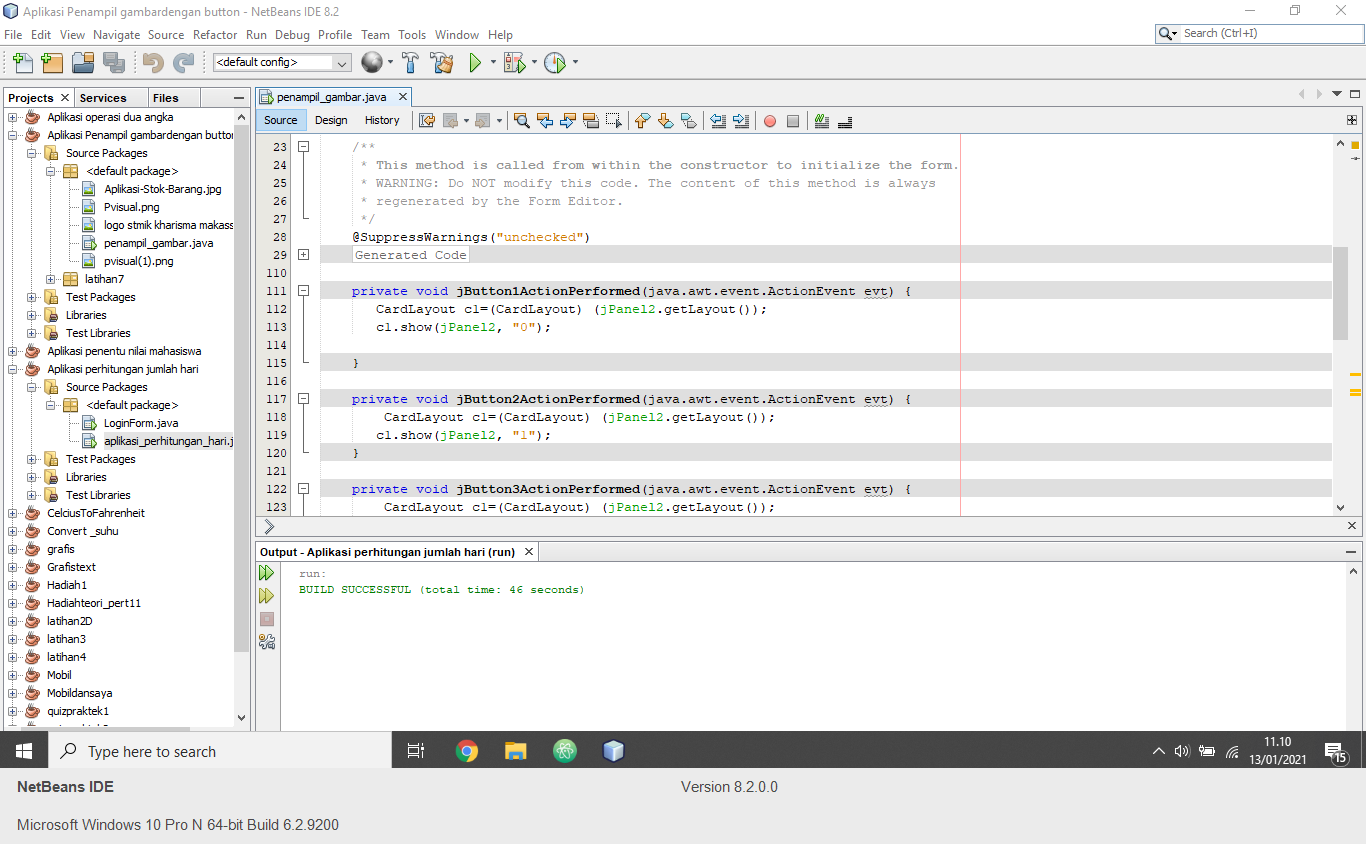 Aplikasi Penampil gambardengan button - NetBeans IDE 8.2
File Edit View Navigate Source Refactor Run Debug Profile Team Tools Window Help
Search (Ctrl+I)
<default config>
Projects Services Files
Aplikasi operasi dua angka
Aplikasi Penampil gambardengan button
Source Packages
<default package>
Aplikasi-Stok-Barang.jpg
Pvisual.png
logo stmik kharisma makass
penampil_gambar.java
pvisual(1).png
latihan7
Test Packages
Libraries
Test Libraries
Aplikasi penentu nilai mahasiswa
Aplikasi perhitungan jumlah hari
Source Packages
<default package>
LoginForm.java
aplikasi_perhitungan_hari.j
Test Packages
Libraries
Test Libraries
CelciusToFahrenheit
Convert _suhu
grafis
Grafistext
Hadiah1
Hadiahteori_pert11
latihan2D
latihan3
latihan4
Mobil
Mobildansaya
quizpraktek1
penampil_gambar.java
Source Design History
23 /**
24 * This method is called from within the constructor to initialize the form.
25 * WARNING: Do NOT modify this code. The content of this method is always
26 * regenerated by the Form Editor.
27 */
28 @SuppressWarnings("unchecked")
29 Generated Code
110
111 private void jButton1ActionPerformed(java.awt.event.ActionEvent evt) {
112 CardLayout cl=(CardLayout) (jPanel2.getLayout());
113 cl.show(jPanel2, "0");
114
115 }
116
117 private void jButton2ActionPerformed(java.awt.event.ActionEvent evt) {
118 CardLayout cl=(CardLayout) (jPanel2.getLayout());
119 cl.show(jPanel2, "1");
120 }
121
122 private void jButton3ActionPerformed(java.awt.event.ActionEvent evt) {
123 CardLayout cl=(CardLayout) (jPanel2.getLayout());
Output - Aplikasi perhitungan jumlah hari (run)
run:
BUILD SUCCESSFUL (total time: 46 seconds)
Type here to search
11.10
13/01/2021
15
NetBeans IDE Version 8.2.0.0
Microsoft Windows 10 Pro N 64-bit Build 6.2.9200